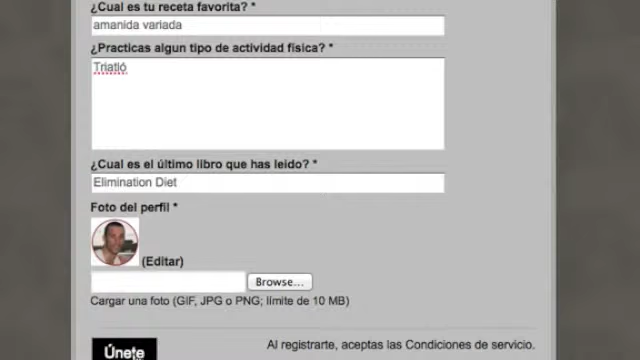 ¿Cual es tu receta favorita? *
amanida variada
¿Practicas algun tipo de actividad física? *
Triatló
¿Cual es el último libro que has leido? *
Elimination Diet
Foto del perfil *
(Editar)
Browse...
Cargar una foto (GIF, JPG o PNG; límite de 10 MB)
Únete
Al registrarte, aceptas las Condiciones de servicio.